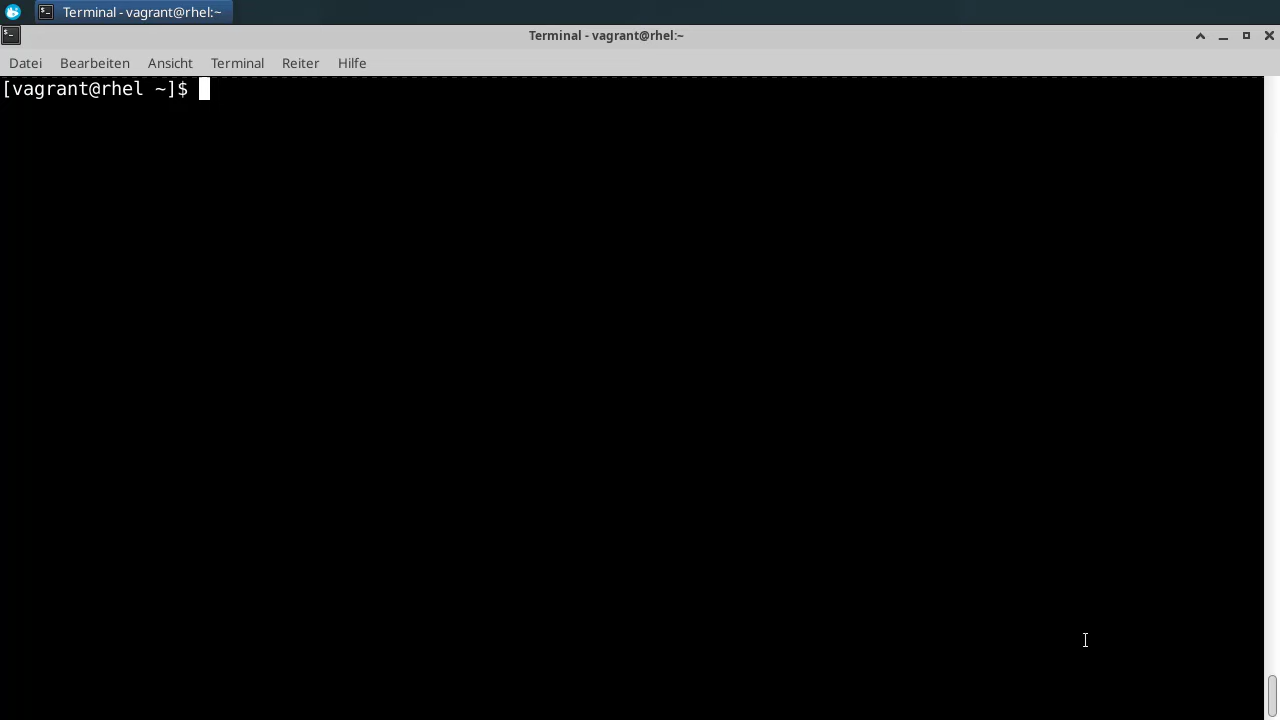 Terminal - vagrant@rhel:~
Terminal - vagrant@rhel:~
Datei Bearbeiten Ansicht Terminal Reiter Hilfe
[vagrant@rhel ~]$